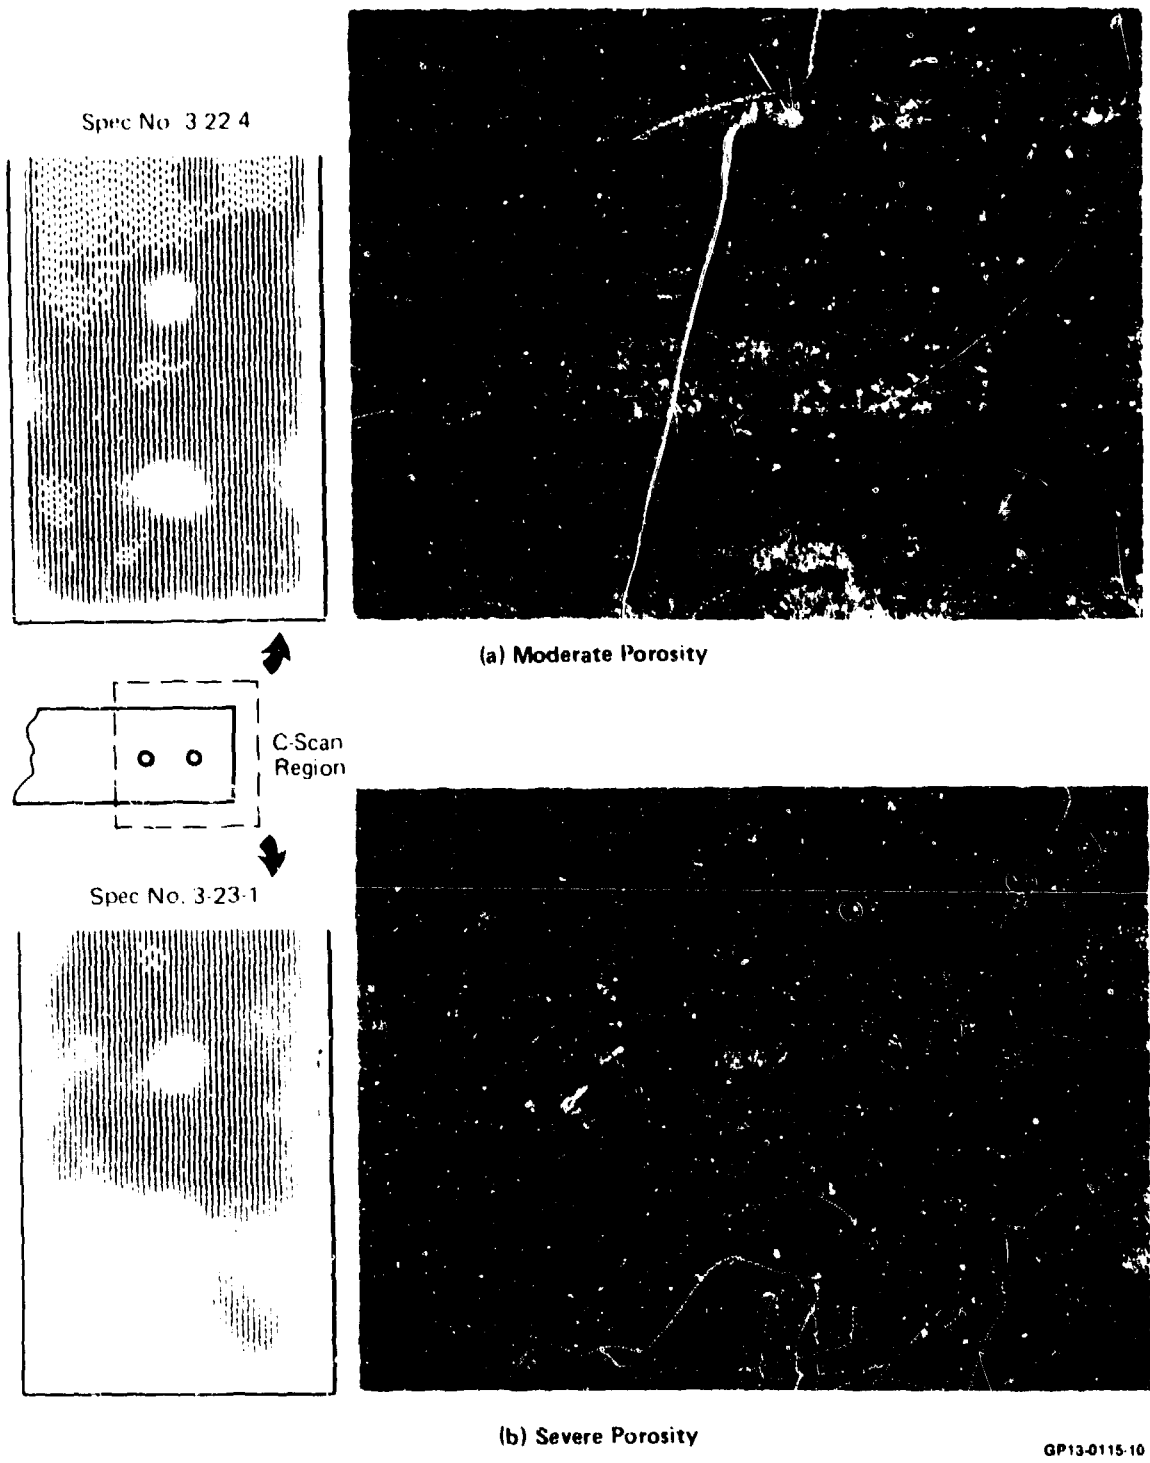 Spec No. 3-22-4
(a) Moderate Porosity
C-Scan
Region
Spec No. 3-23-1
(b) Severe Porosity
GP13-0115-10